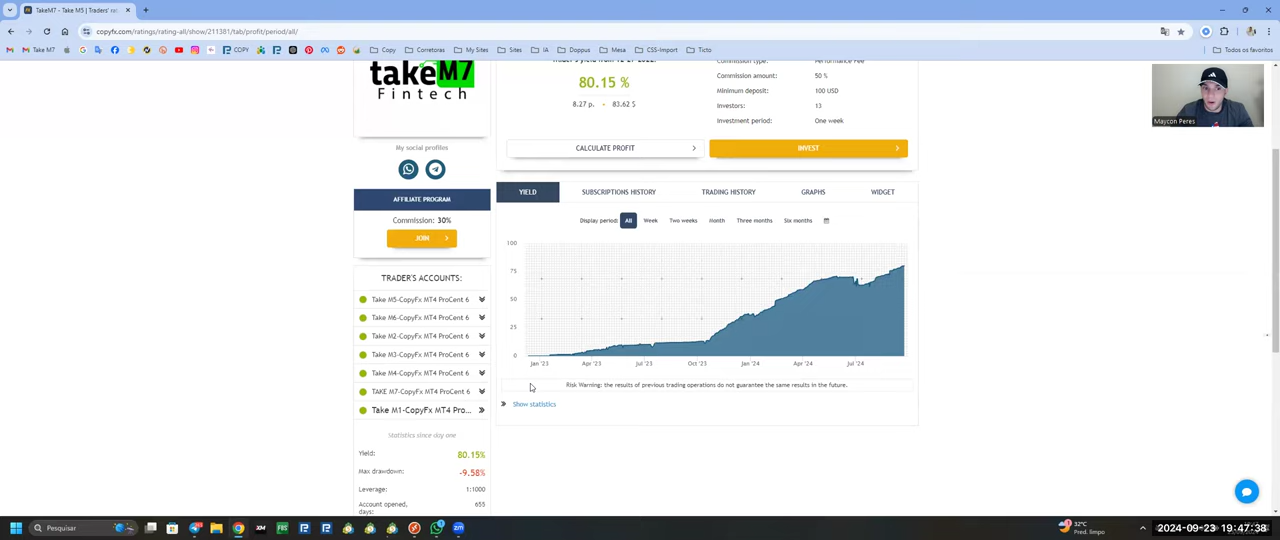 TakeM7 - Take M5 | Traders' ra
copyfx.com/ratings/rating-all/show/211381/tab/profit/period/all/
Take M7
COPY
Copy
Corretoras
My Sites
Sites
IA
Doppus
Mesa
CSS-Import
Ticto
Todos os favoritos
takeM7
Fintech
Trader's yield from 12-27-2022:
80.15 %
8.27 p. • 83.62 $
Commission type: Performance Fee
Commission amount: 50 %
Minimum deposit: 100 USD
Investors: 13
Investment period: One week
Maycon Peres
CALCULATE PROFIT
INVEST
My social profiles
AFFILIATE PROGRAM
Commission: 30%
JOIN
YIELD
SUBSCRIPTIONS HISTORY
TRADING HISTORY
GRAPHS
WIDGET
Display period: All Week Two weeks Month Three months Six months
100
75
50
25
0
Jan '23 Apr '23 Jul '23 Oct '23 Jan '24 Apr '24 Jul '24
Risk Warning: the results of previous trading operations do not guarantee the same results in the future.
Show statistics
TRADER'S ACCOUNTS:
Take M5-CopyFx MT4 ProCent 6
Take M6-CopyFx MT4 ProCent 6
Take M2-CopyFx MT4 ProCent 6
Take M3-CopyFx MT4 ProCent 6
Take M4-CopyFx MT4 ProCent 6
TAKE M7-CopyFx MT4 ProCent 6
Take M1-CopyFx MT4 Pro...
Statistics since day one
Yield: 80.15%
Max drawdown: -9.58%
Leverage: 1:1000
Account opened, days: 655
Pesquisar
XM
FBS
32°C
Pred. limpo
2024-09-23 19:47:38